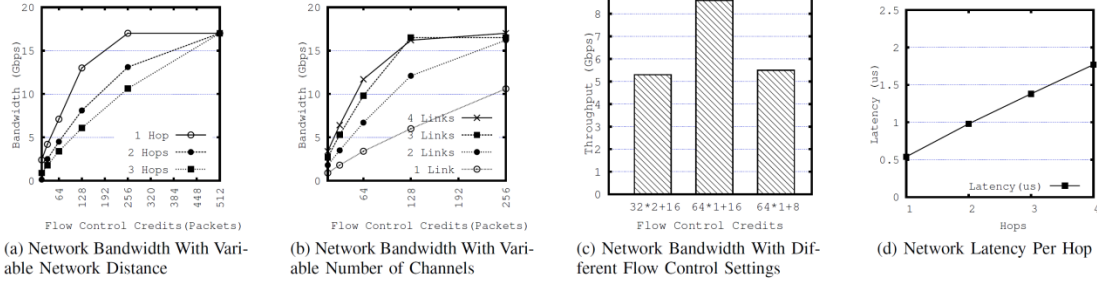 20
15
10
5
0
Bandwidth (Gbps)
1 Hop
2 Hops
3 Hops
64
128
192
256
320
384
448
512
Flow Control Credits(Packets)
(a) Network Bandwidth With Vari-
able Network Distance
20
15
10
5
0
Bandwidth (Gbps)
4 Links
3 Links
2 Links
1 Link
64
128
192
256
Flow Control Credits(Packets)
(b) Network Bandwidth With Vari-
able Number of Channels
8
7
6
5
4
3
2
1
0
Throughput (Gbps)
32*2+16
64*1+16
64*1+8
Flow Control Credits
(c) Network Bandwidth With Dif-
ferent Flow Control Settings
2.5
2
1.5
1
0.5
0
Latency (us)
Latency(us)
1
2
3
4
Hops
(d) Network Latency Per Hop